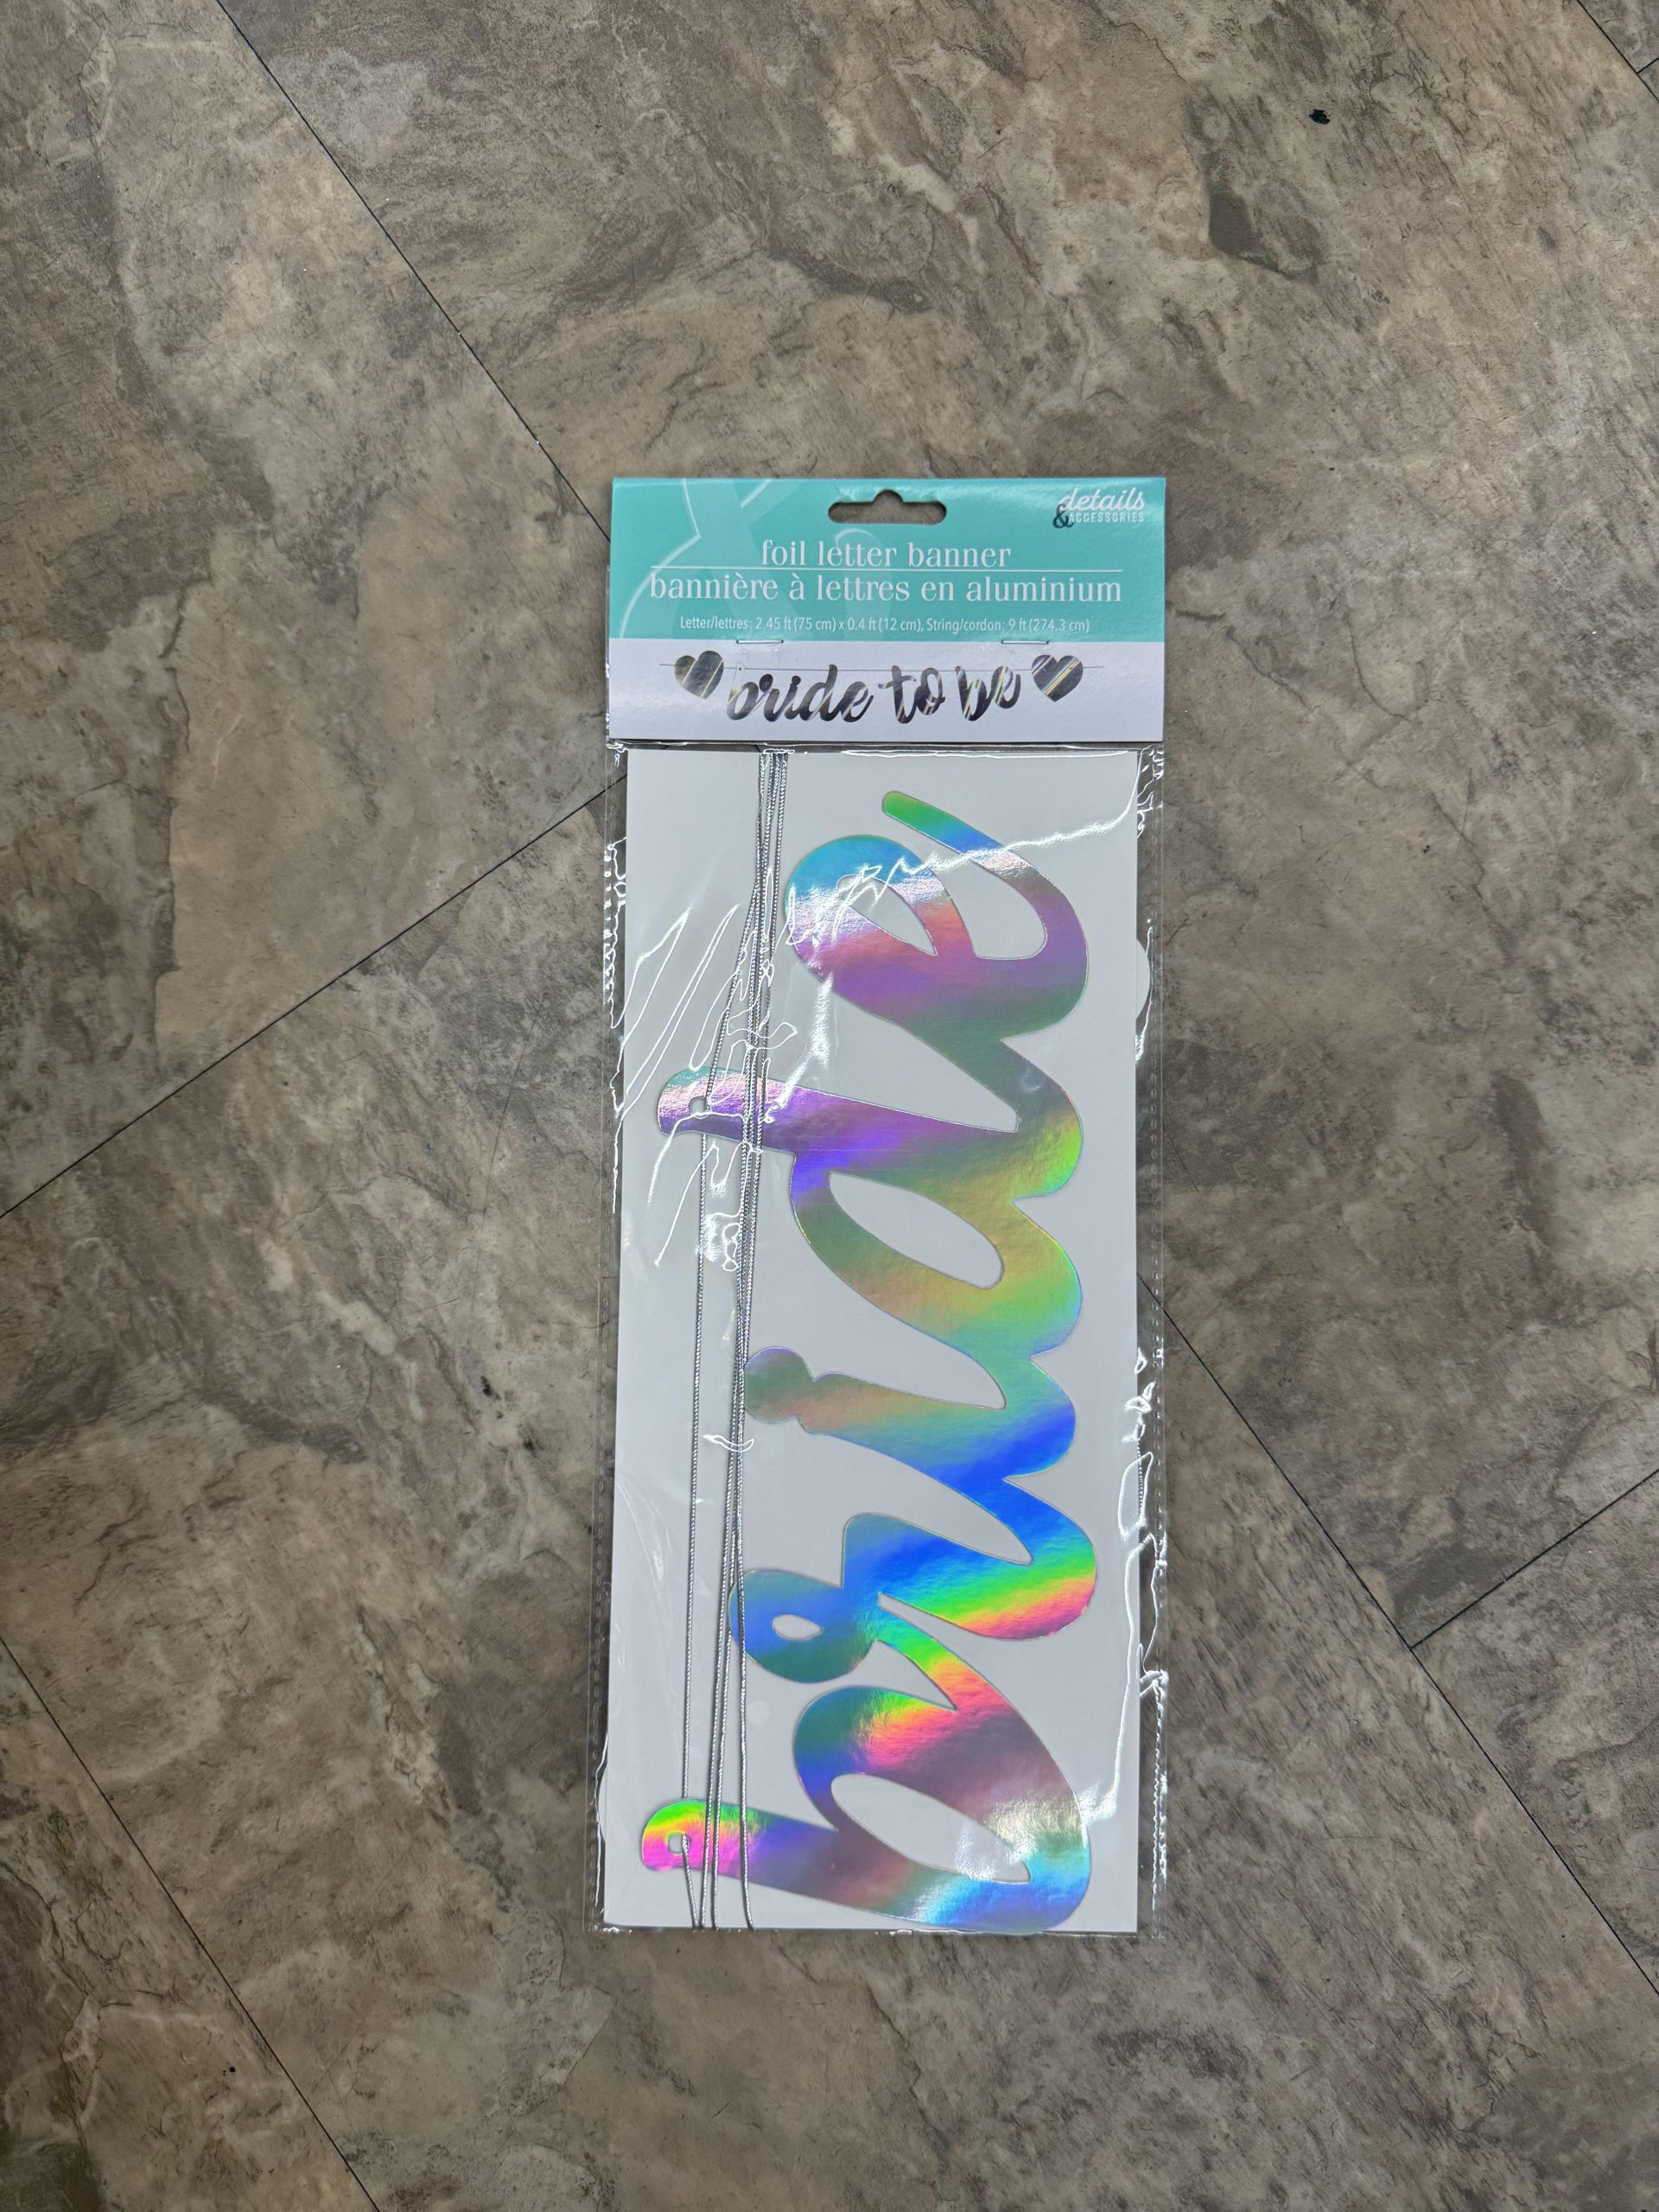 details
& ACCESSORIES
foil letter banner
bannière à lettres en aluminium
Letter/lettres: 2.45 ft (75 cm) x 0.4 ft (12 cm), String/cordon: 9 ft (274.3 cm)
bride to be
bride